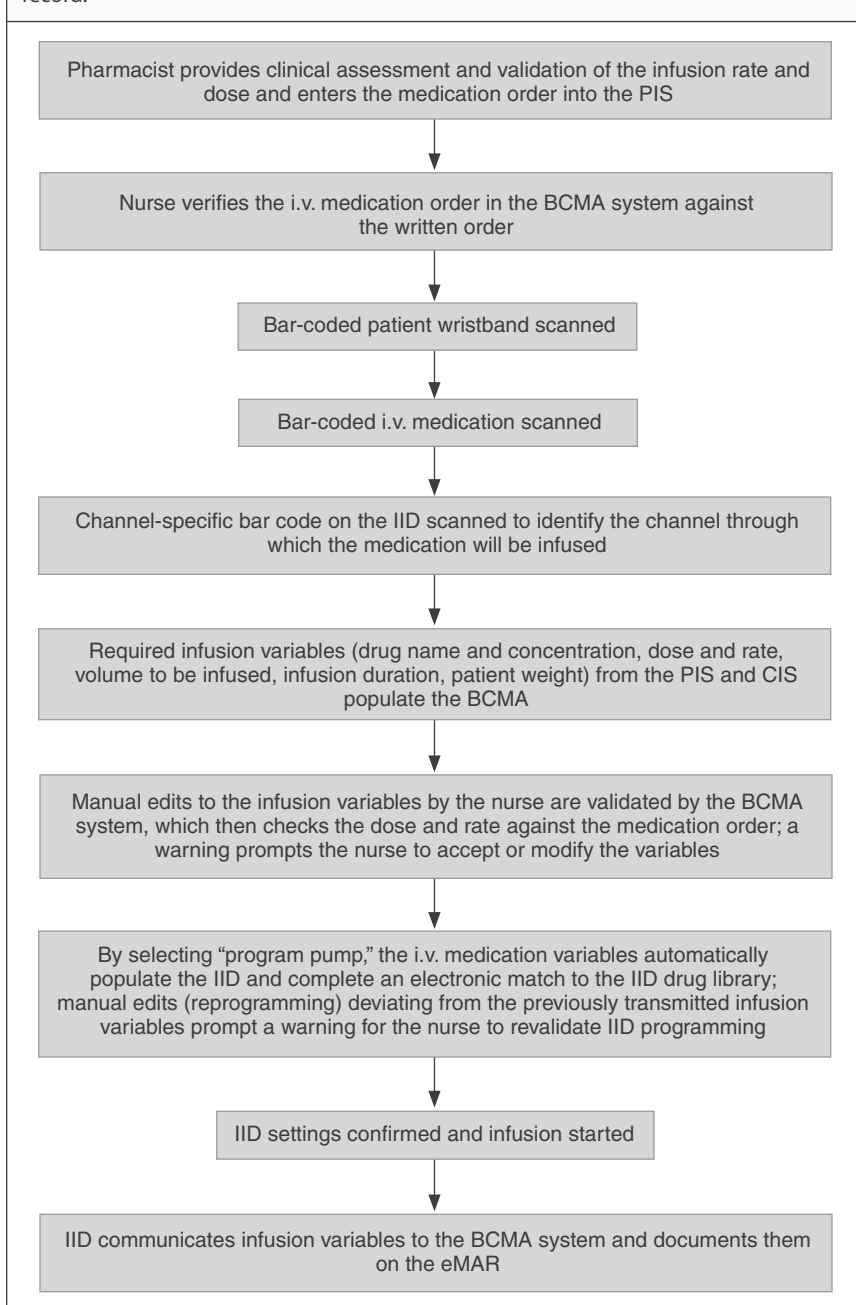 record.
Pharmacist provides clinical assessment and validation of the infusion rate and
dose and enters the medication order into the PIS
Nurse verifies the i.v. medication order in the BCMA system against
the written order
Bar-coded patient wristband scanned
Bar-coded i.v. medication scanned
Channel-specific bar code on the IID scanned to identify the channel through
which the medication will be infused
Required infusion variables (drug name and concentration, dose and rate,
volume to be infused, infusion duration, patient weight) from the PIS and CIS
populate the BCMA
Manual edits to the infusion variables by the nurse are validated by the BCMA
system, which then checks the dose and rate against the medication order; a
warning prompts the nurse to accept or modify the variables
By selecting “program pump,” the i.v. medication variables automatically
populate the IID and complete an electronic match to the IID drug library;
manual edits (reprogramming) deviating from the previously transmitted infusion
variables prompt a warning for the nurse to revalidate IID programming
IID settings confirmed and infusion started
IID communicates infusion variables to the BCMA system and documents them
on the eMAR